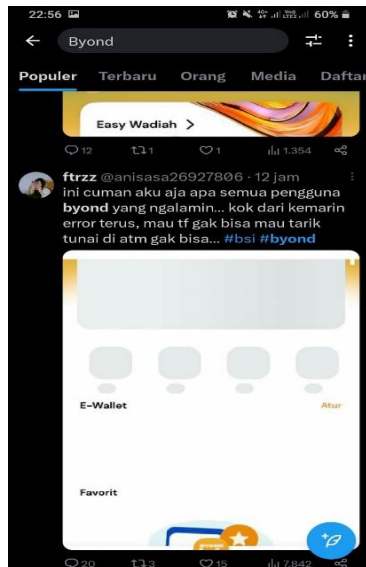 22:56 60%
Byond
Populer Terbaru Orang Media Daftar
Easy Wadiah >
12 1 1 1.354
ftrzz @anisasa26927806 · 12 jam
ini cuman aku aja apa semua pengguna
byond yang ngalamin... kok dari kemarin
error terus, mau tf gak bisa mau tarik
tunai di atm gak bisa... #bsi #byond
E-Wallet Atur
Favorit
20 3 15 7.842